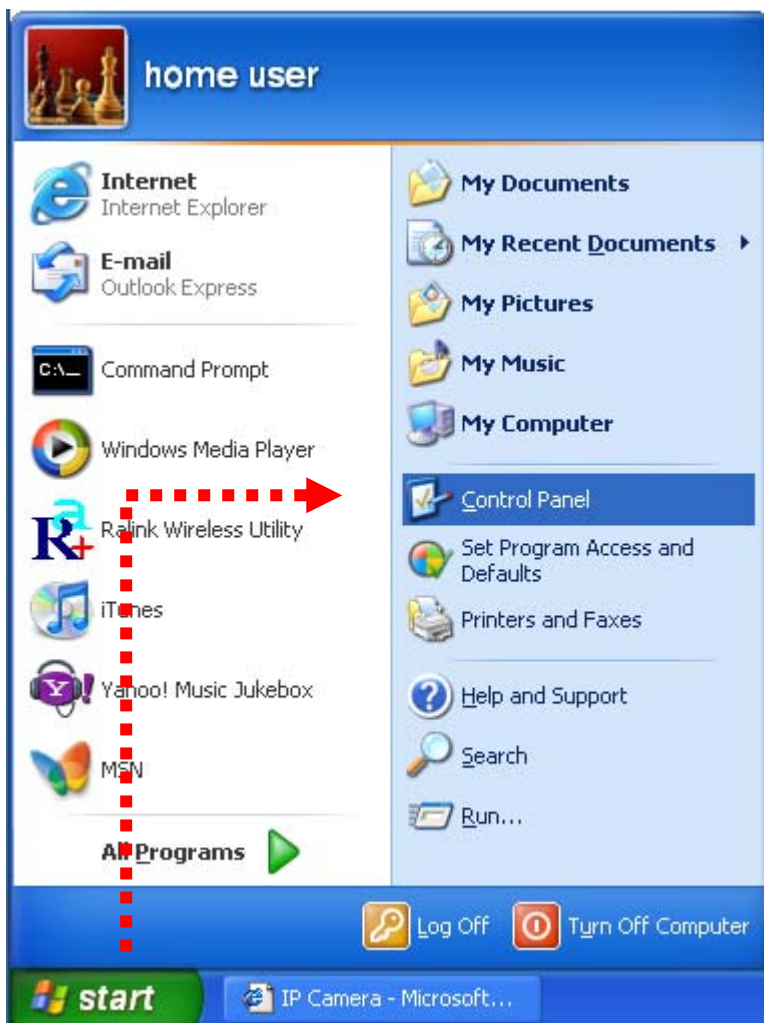 home user
Internet
Internet Explorer
E-mail
Outlook Express
C:\_
Command Prompt
Windows Media Player
Ralink Wireless Utility
iTunes
Yahoo! Music Jukebox
MSN
All Programs
My Documents
My Recent Documents
My Pictures
My Music
My Computer
Control Panel
Set Program Access and
Defaults
Printers and Faxes
Help and Support
Search
Run...
Log Off
Turn Off Computer
start
IP Camera - Microsoft...